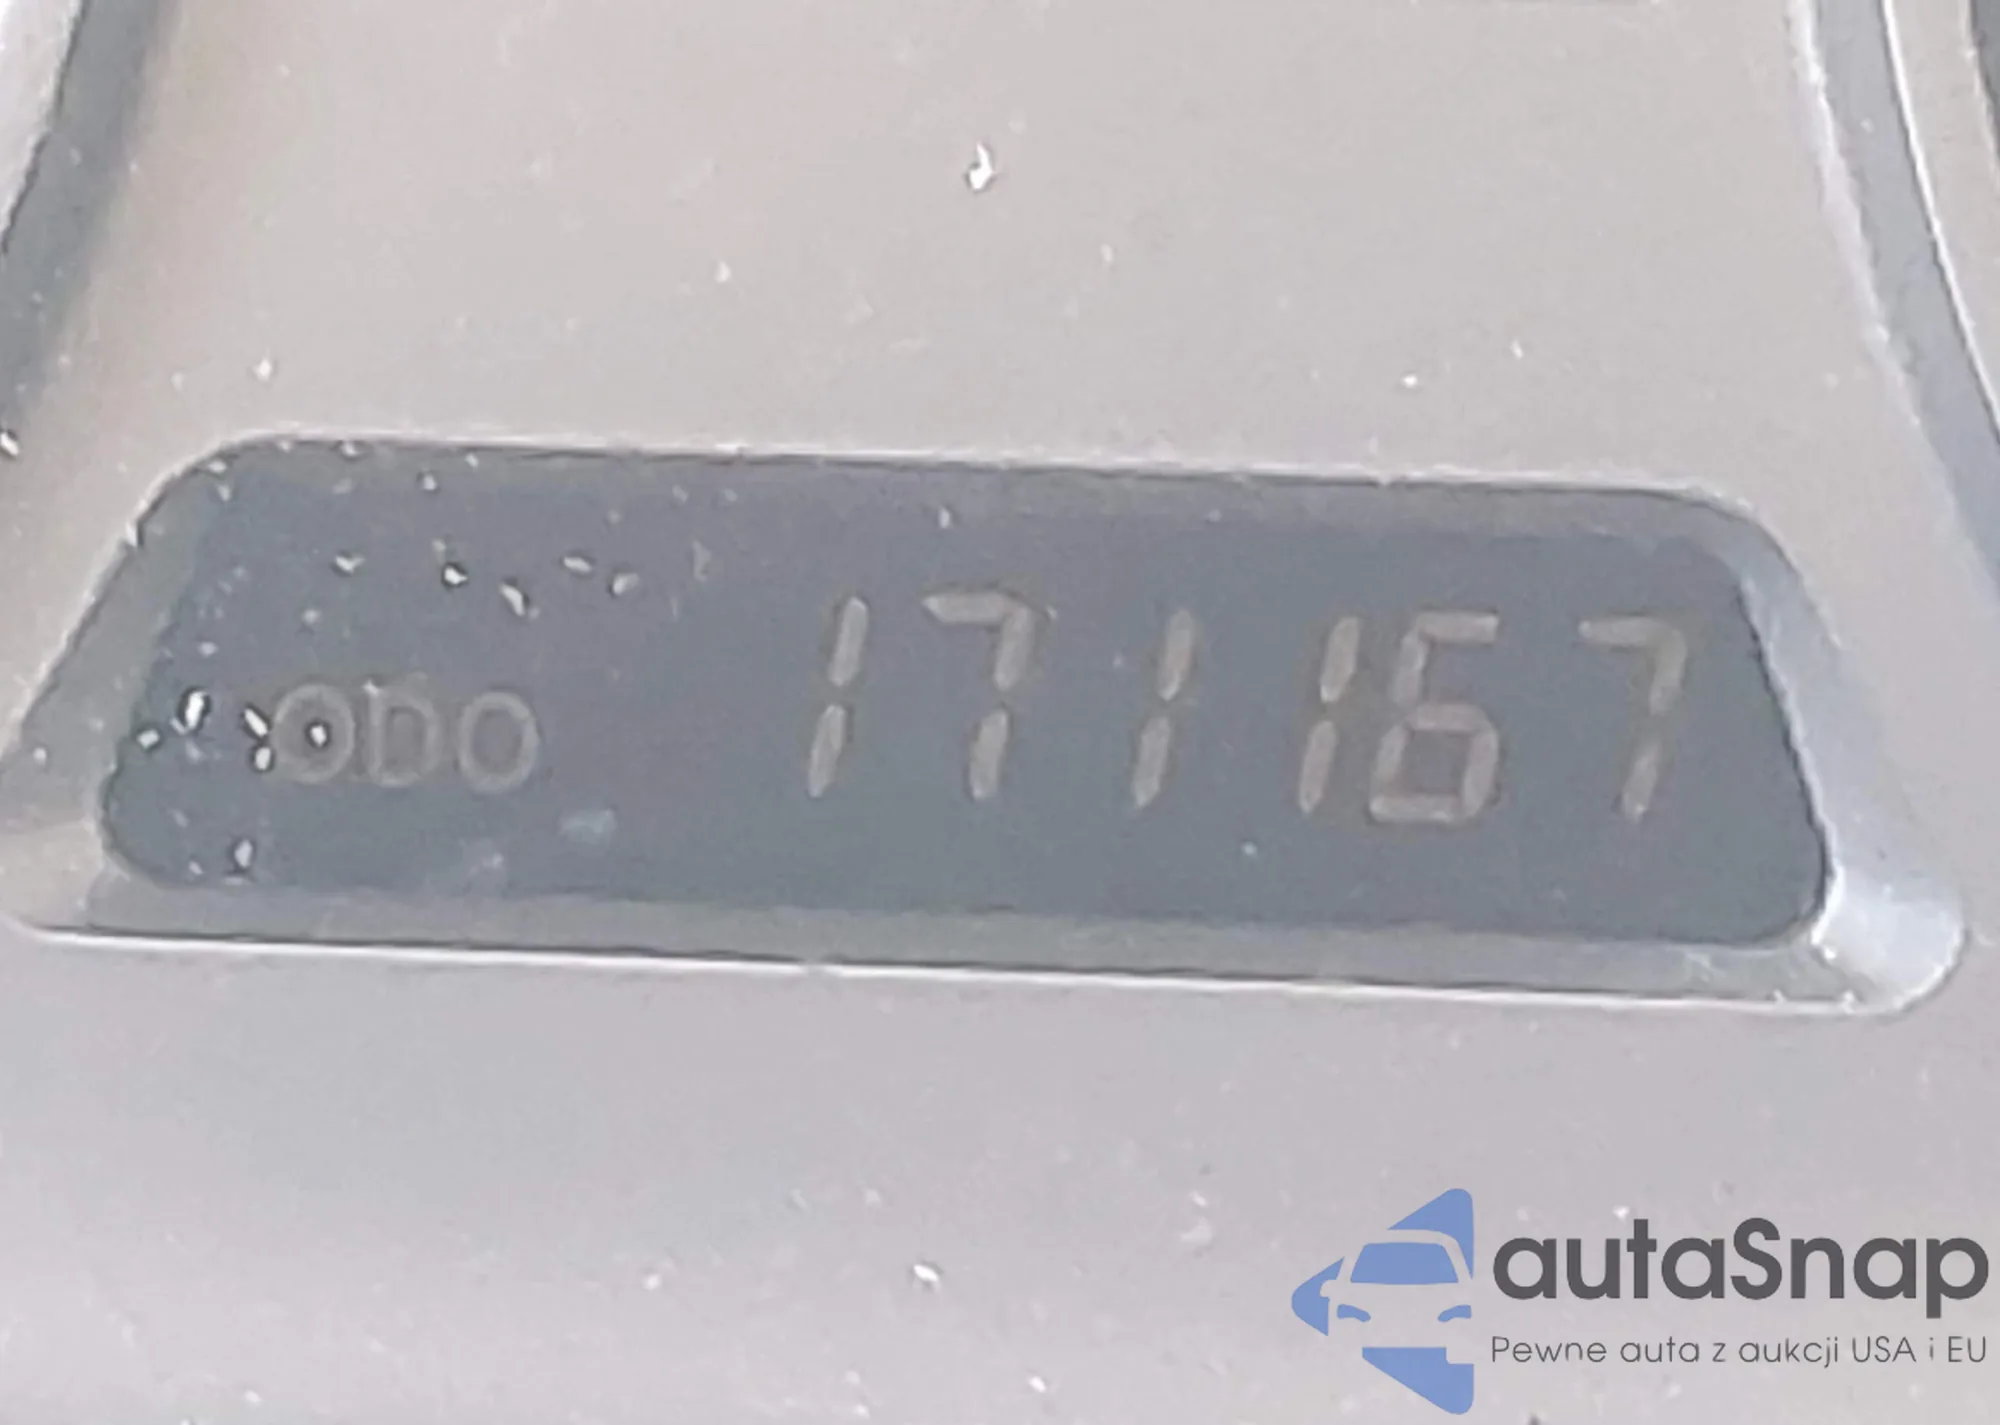 ODO 171167
autaSnap
Pewne auta z aukcji USA i EU